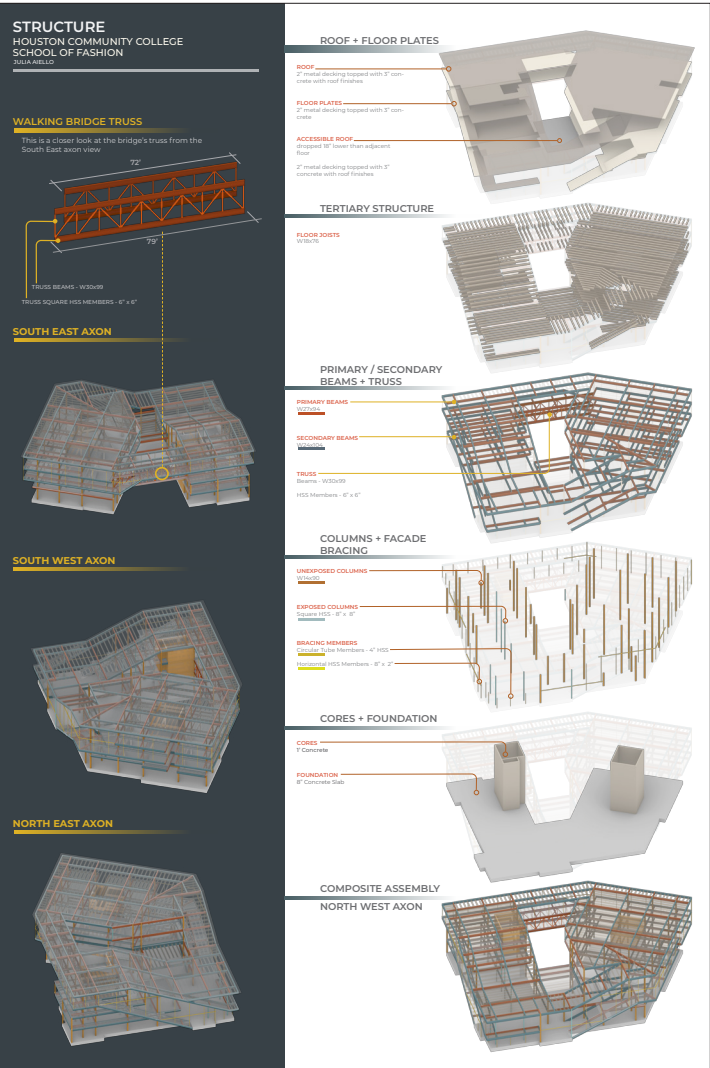 STRUCTURE
HOUSTON COMMUNITY COLLEGE
SCHOOL OF FASHION
JULIA AIELLO
WALKING BRIDGE TRUSS
This is a closer look at the bridge's truss from the
South East axon view
72'
79'
TRUSS BEAMS - W30x99
TRUSS SQUARE HSS MEMBERS - 6" x 6"
SOUTH EAST AXON
SOUTH WEST AXON
NORTH EAST AXON
ROOF + FLOOR PLATES
ROOF
2" metal decking topped with 3" con-
crete with roof finishes
FLOOR PLATES
2" metal decking topped with 3" con-
crete
ACCESSIBLE ROOF
dropped 18" lower than adjacent
floor
2" metal decking topped with 3"
concrete with roof finishes
TERTIARY STRUCTURE
FLOOR JOISTS
W18x76
PRIMARY / SECONDARY
BEAMS + TRUSS
PRIMARY BEAMS
W27x94
SECONDARY BEAMS
W24x104
TRUSS
Beams - W30x99
HSS Members - 6" x 6"
COLUMNS + FACADE
BRACING
UNEXPOSED COLUMNS
W14x90
EXPOSED COLUMNS
Square HSS - 8" x 8"
BRACING MEMBERS
Circular Tube Members - 4" HSS
Horizontal HSS Members - 8" x 2"
CORES + FOUNDATION
CORES
1' Concrete
FOUNDATION
8" Concrete Slab
COMPOSITE ASSEMBLY
NORTH WEST AXON